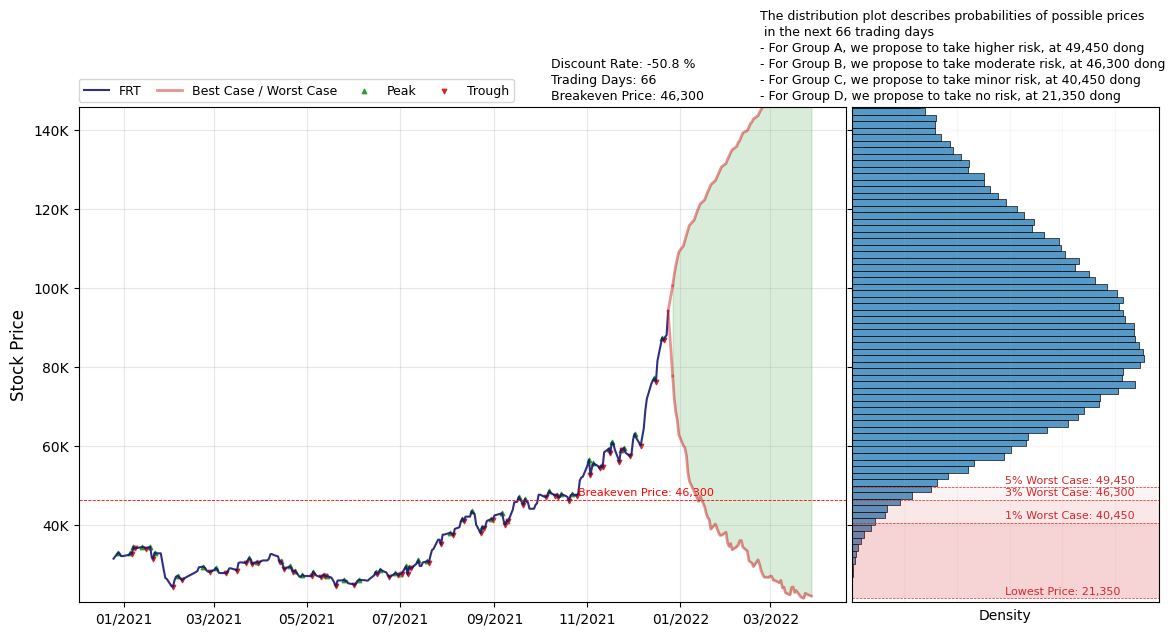 The distribution plot describes probabilities of possible prices
in the next 66 trading days
- For Group A, we propose to take higher risk, at 49,450 dong
- For Group B, we propose to take moderate risk, at 46,300 dong
- For Group C, we propose to take minor risk, at 40,450 dong
- For Group D, we propose to take no risk, at 21,350 dong
Discount Rate: -50.8 %
Trading Days: 66
Breakeven Price: 46,300
FRT
Best Case / Worst Case
Peak
Trough
Stock Price
140K
120K
100K
80K
60K
40K
Breakeven Price: 46,300
01/2021
03/2021
05/2021
07/2021
09/2021
11/2021
01/2022
03/2022
5% Worst Case: 49,450
3% Worst Case: 46,300
1% Worst Case: 40,450
Lowest Price: 21,350
Density